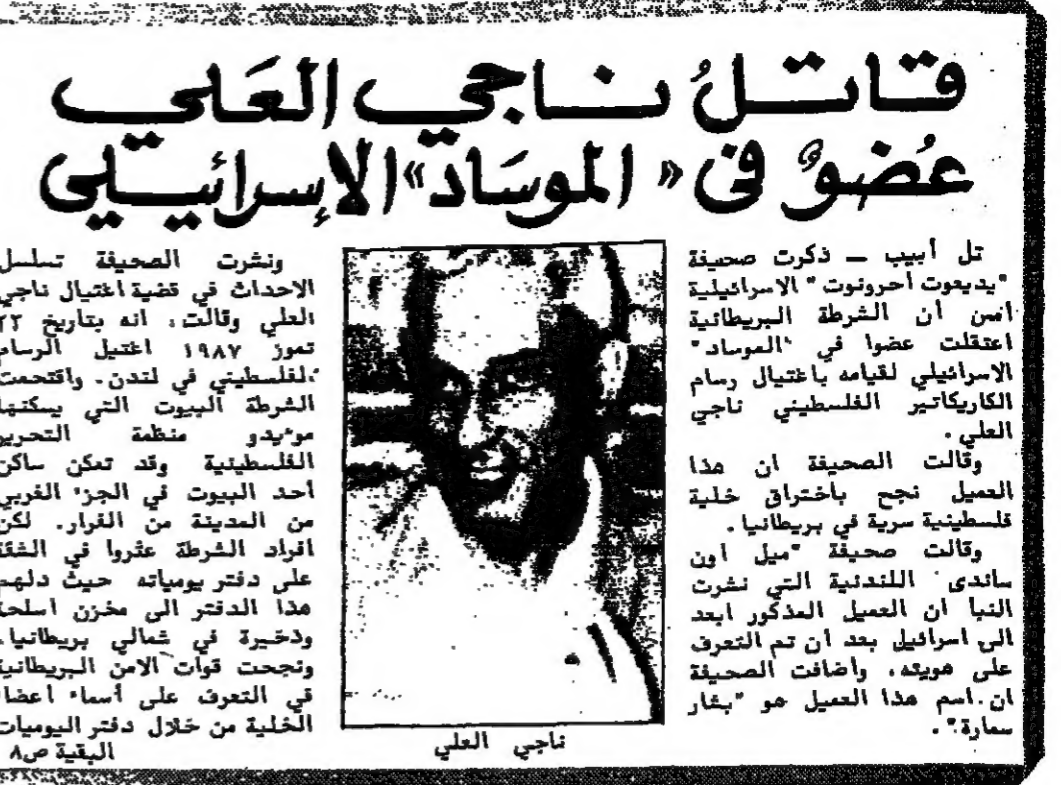 قاتلُ ناجي العَلي
عُضوٌ في «الموسَاد» الإسرائيلي
تل أبيب — ذكرت صحيفة
"يديعوت أحرونوت" الاسرائيلية
أمس أن الشرطة البريطانية
اعتقلت عضوا في "الموساد"
الاسرائيلي لقيامه باغتيال رسام
الكاريكاتير الفلسطيني ناجي
العلي.
وقالت الصحيفة ان هذا
العميل نجح باختراق خلية
فلسطينية سرية في بريطانيا.
وقالت صحيفة "ميل اون
ساندى" اللندنية التي نشرت
النبأ ان العميل المذكور ابعد
الى اسرائيل بعد أن تم التعرف
على هويته، وأضافت الصحيفة
ان اسم هذا العميل هو "بشار
سمارة".
ناجي العلي
ونشرت الصحيفة تسلسل
الاحداث في قضية اغتيال ناجي
العلي وقالت: انه بتاريخ ٢٢
تموز ١٩٨٧ اغتيل الرسام
الفلسطيني في لندن. واقتحمت
الشرطة البيوت التي يسكنها
مؤيدو منظمة التحرير
الفلسطينية وقد تمكن ساكن
أحد البيوت في الجزء الغربي
من المدينة من الفرار. لكن
افراد الشرطة عثروا في الشقة
على دفتر يومياته حيث دلهم
هذا الدفتر الى مخزن اسلحة
وذخيرة في شمالي بريطانيا.
ونجحت قوات الامن البريطانية
في التعرف على أسماء أعضاء
الخلية من خلال دفتر اليوميات
البقية ص٨